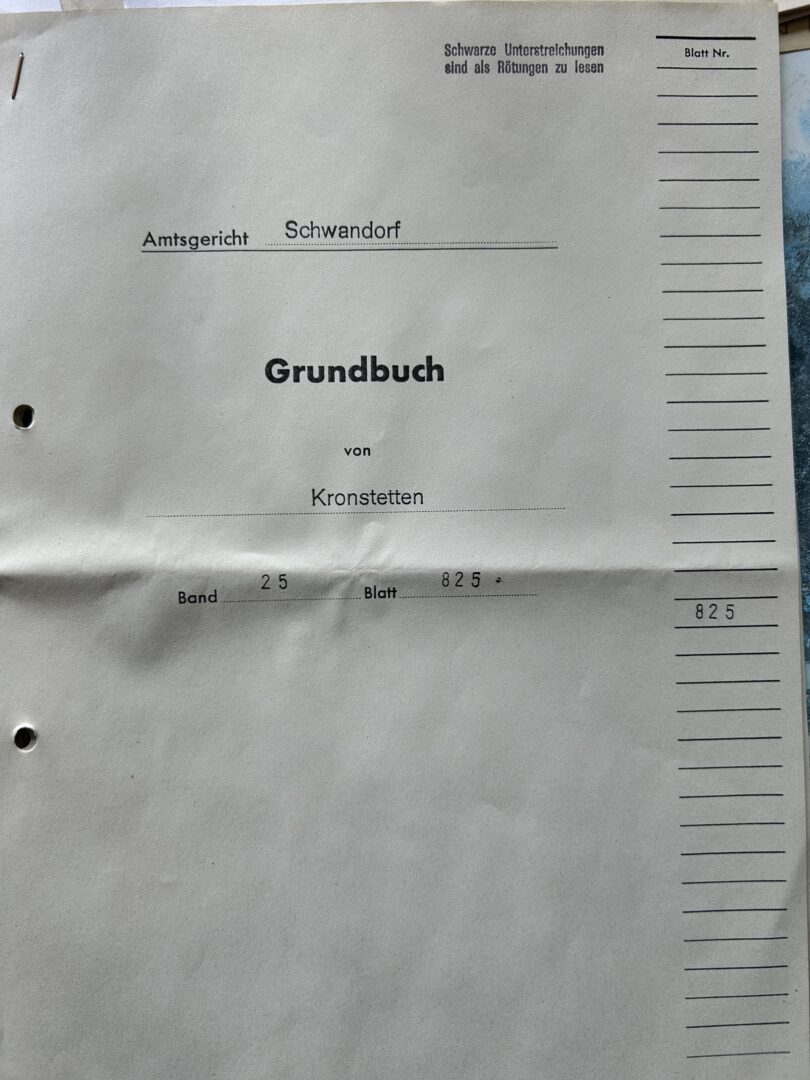 Schwarze Unterstreichungen
sind als Rötungen zu lesen
Blatt Nr.
Amtsgericht Schwandorf
Grundbuch
von
Kronstetten
Band 25 Blatt 825
825